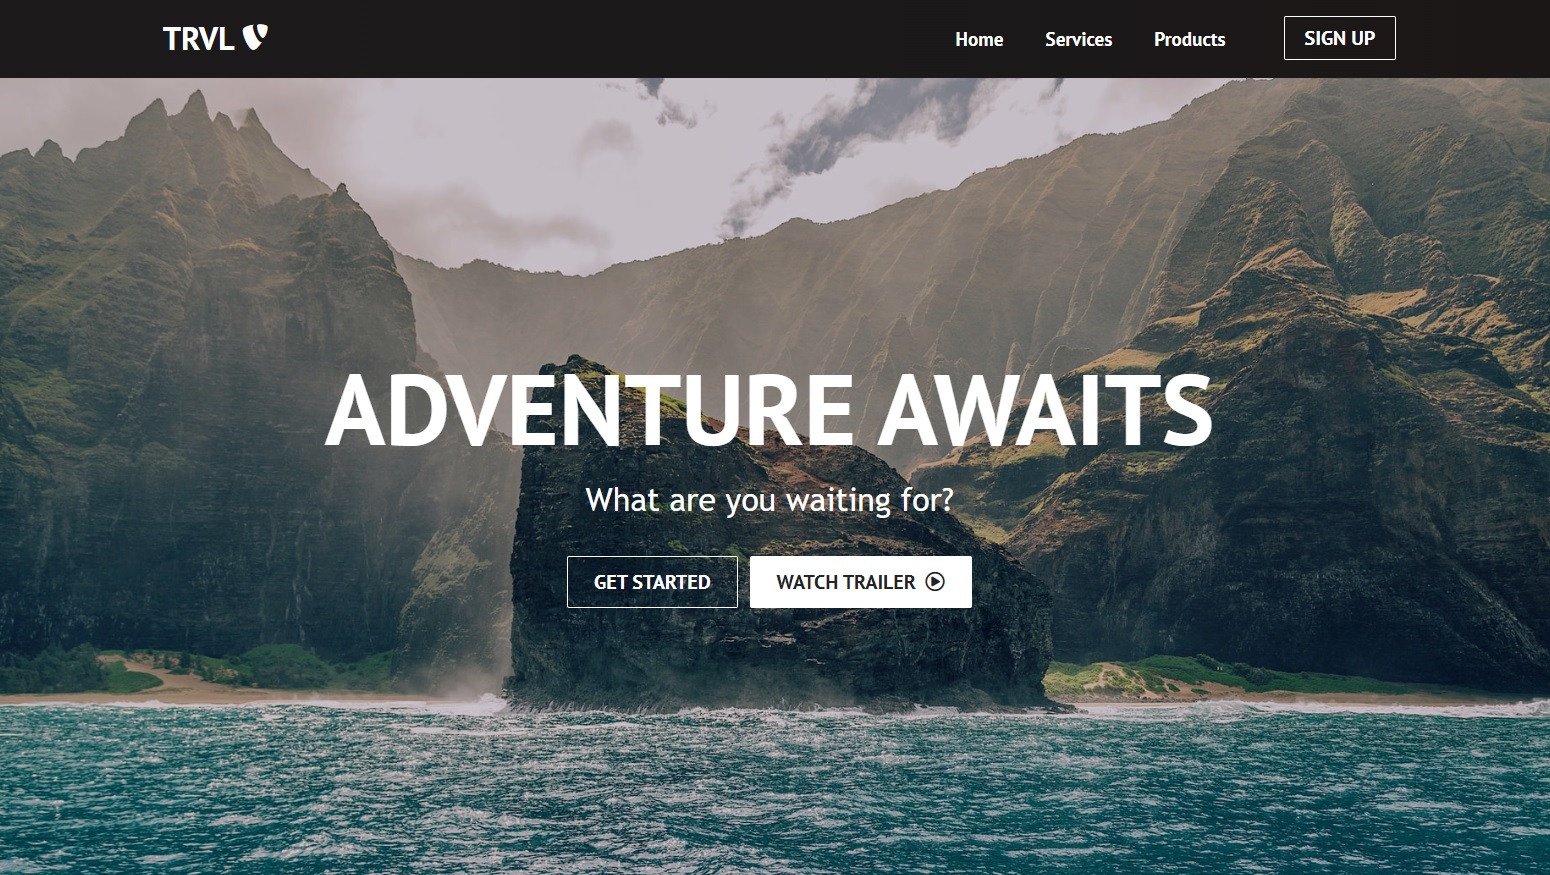 TRVL
Home Services Products SIGN UP
ADVENTURE AWAITS
What are you waiting for?
GET STARTED WATCH TRAILER